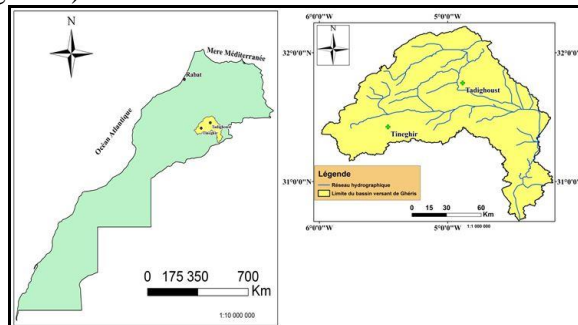 N
Mere Méditerranée
Rabat
Océan Atlantique
Tadighoust
Tineghir
0 175 350 700
Km
1:10 000 000
6°0'0"W
5°0'0"W
N
32°0'0"N
32°0'0"N
Tadighoust
Tineghir
Légende
Réseau hydrographique
Limite du bassin versant de Ghéris
31°0'0"N
31°0'0"N
0 15 30 60
Km
1:1 000 000
6°0'0"W
5°0'0"W